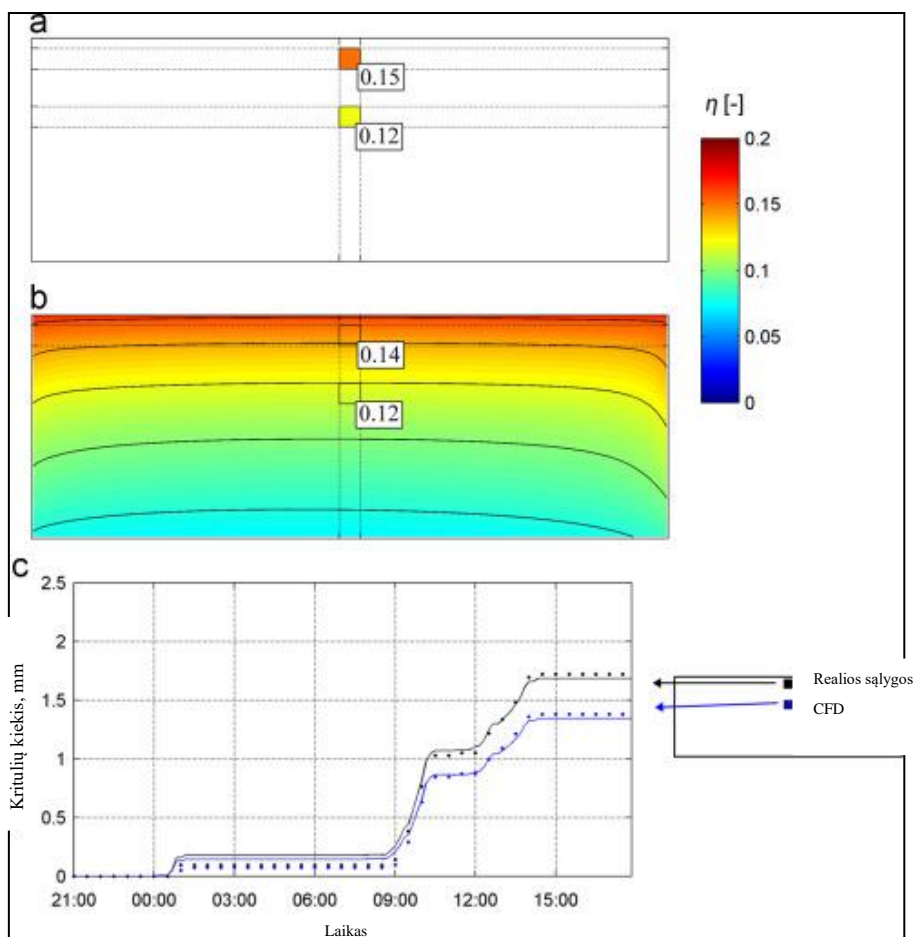 a
0.15
0.12
η [-]
0.2
0.15
0.1
0.05
0
b
0.14
0.12
c
2.5
2
1.5
1
0.5
0
Kritulių kiekis, mm
21:00 00:00 03:00 06:00 09:00 12:00 15:00
Laikas
Realios sąlygos
CFD